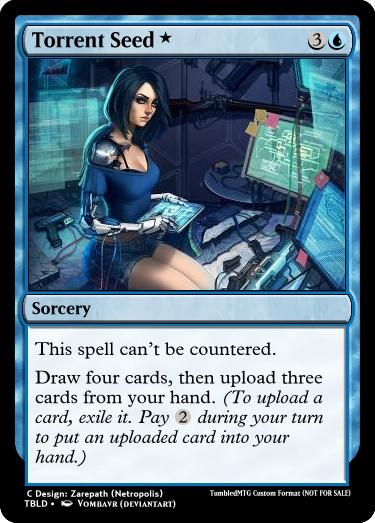 Torrent Seed ★ 3
Sorcery
This spell can't be countered.
Draw four cards, then upload three
cards from your hand. (To upload a
card, exile it. Pay 2 during your turn
to put an uploaded card into your
hand.)
C Design: Zarepath (Netropolis) TumbledMTG Custom Format (NOT FOR SALE)
TBLD • VOMBAVR (DEVIANTART)